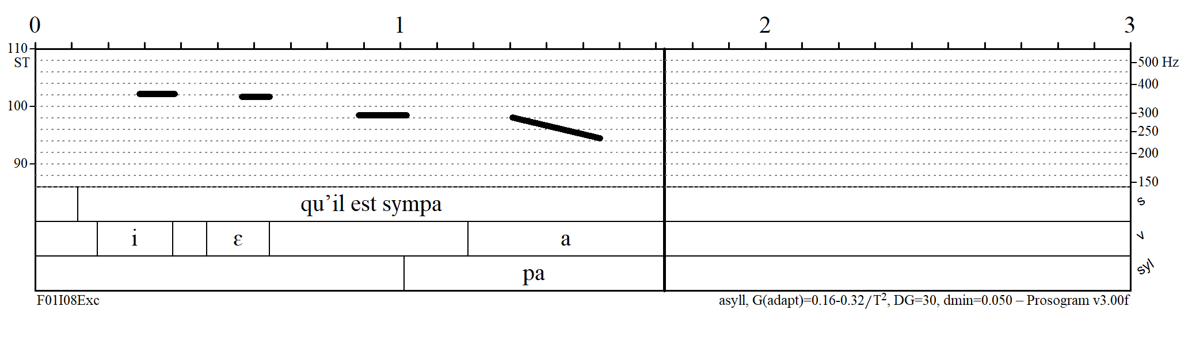 0 1 2 3
110
ST
100
90
500 Hz
400
300
250
200
150
qu’il est sympa s
i ɛ a v
pa syl
F01I08Exc asyll, G(adapt)=0.16-0.32/T², DG=30, dmin=0.050 – Prosogram v3.00f